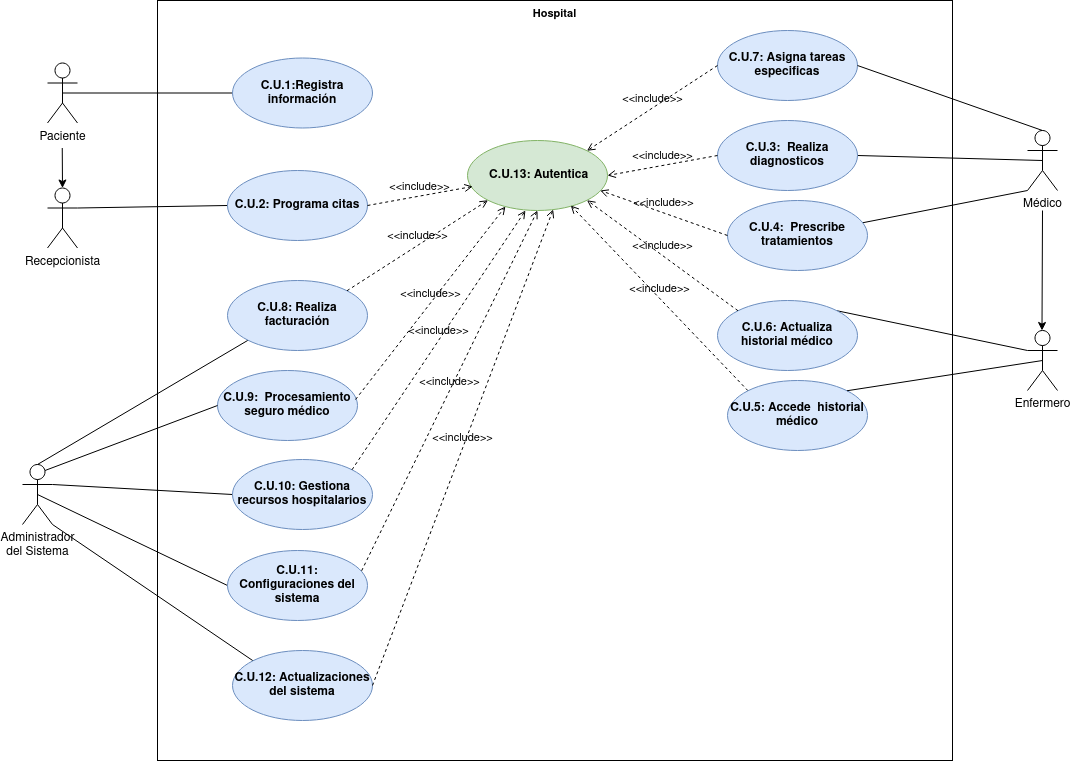 Hospital
C.U.7: Asigna tareas
especificas
C.U.1:Registra
información
<<include>>
Paciente
C.U.3:  Realiza
diagnosticos
<<include>>
C.U.13: Autentica
<<include>>
C.U.2: Programa citas
<<include>>
Médico
C.U.4:  Prescribe
tratamientos
<<include>>
<<include>>
Recepcionista
<<include>>
<<include>>
C.U.8: Realiza
facturación
<<include>>
C.U.6: Actualiza
historial médico
<<include>>
C.U.9:  Procesamiento
seguro médico
C.U.5: Accede  historial
médico
Enfermero
<<include>>
C.U.10: Gestiona
recursos hospitalarios
Administrador
del Sistema
C.U.11:
Configuraciones del
sistema
C.U.12: Actualizaciones
del sistema